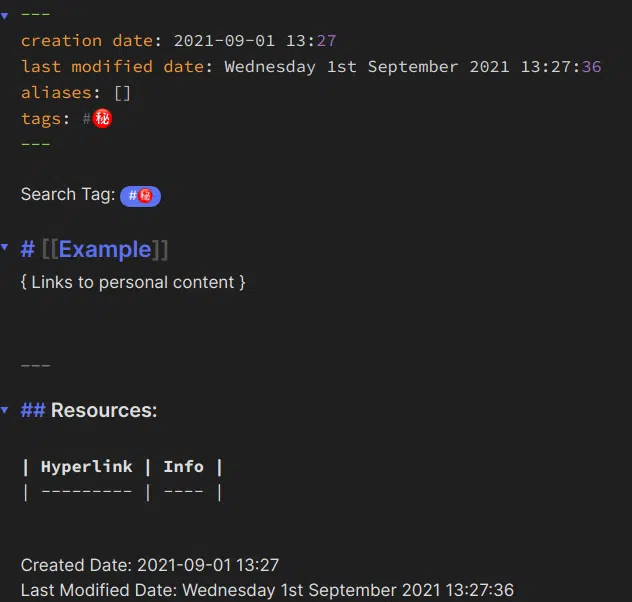 ---
creation date: 2021-09-01 13:27
last modified date: Wednesday 1st September 2021 13:27:36
aliases: []
tags: #㊙
---
Search Tag: #㊙
# [[Example]]
{ Links to personal content }
---
## Resources:
| Hyperlink | Info |
| --------- | ---- |
Created Date: 2021-09-01 13:27
Last Modified Date: Wednesday 1st September 2021 13:27:36